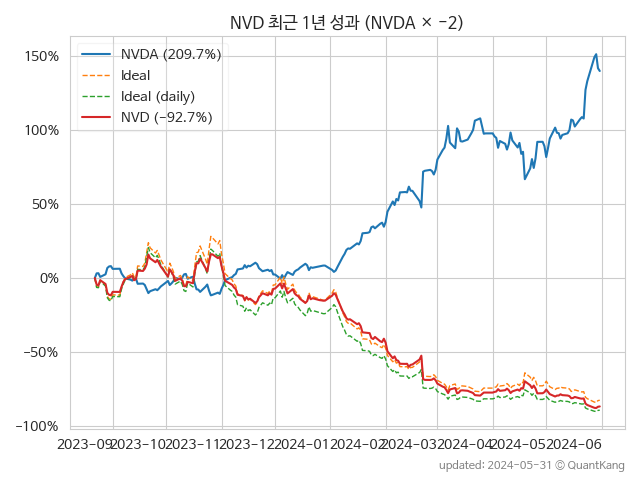 NVD 최근 1년 성과 (NVDA × −2)
NVDA (209.7%)
Ideal
Ideal (daily)
NVD (−92.7%)
150%
100%
50%
0%
−50%
−100%
2023-09 2023-10 2023-11 2023-12 2024-01 2024-02 2024-03 2024-04 2024-05 2024-06
updated: 2024-05-31 © QuantKang